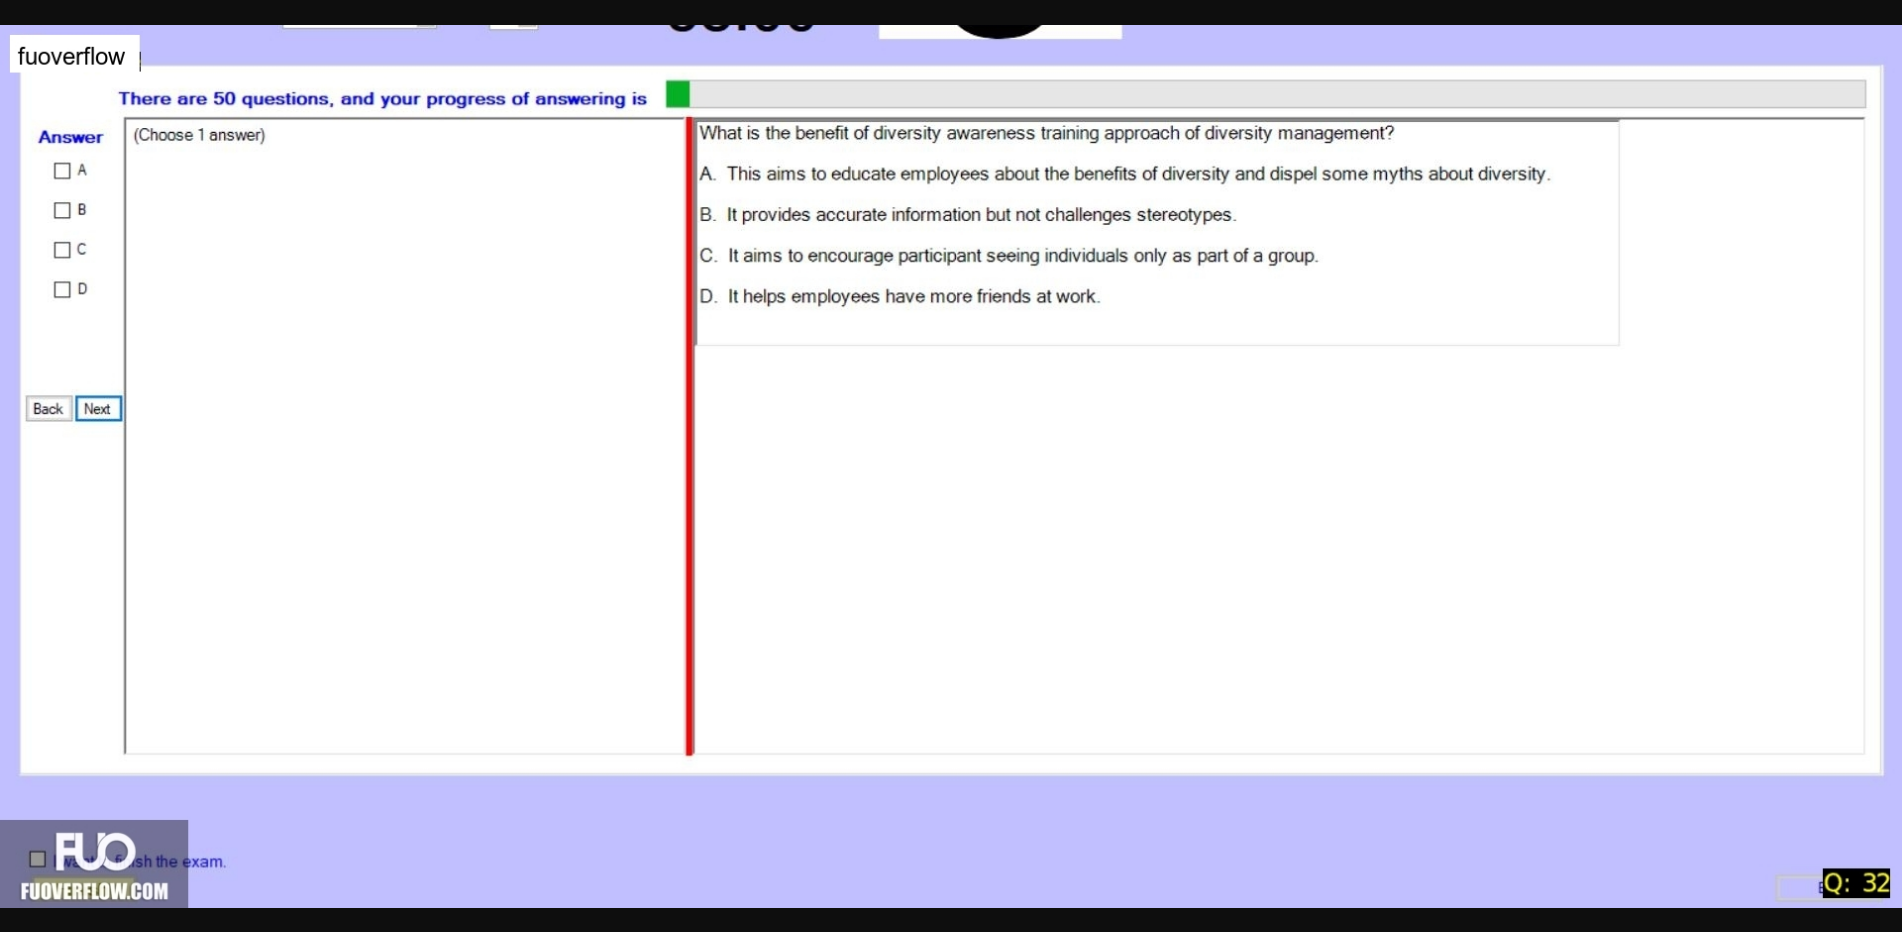 fuoverflow
There are 50 questions, and your progress of answering is
Answer
(Choose 1 answer)
A
B
C
D
Back
Next
What is the benefit of diversity awareness training approach of diversity management?
A. This aims to educate employees about the benefits of diversity and dispel some myths about diversity.
B. It provides accurate information but not challenges stereotypes.
C. It aims to encourage participant seeing individuals only as part of a group.
D. It helps employees have more friends at work.
FUO
the exam.
FUOVERFLOW.COM
Q: 32